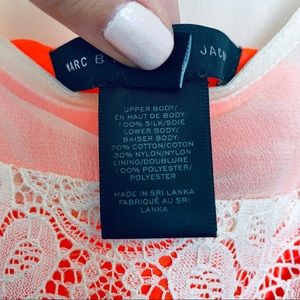 MARC B JAC
UPPER BODY/
EN HAUT DE BODY:
100% SILK/SOIE
LOWER BODY/
BAISER BODY:
70% COTTON/COTON
30% NYLON/NYLON
LINING/DOUBLURE:
100% POLYESTER/
POLYESTER
MADE IN SRI LANKA
FABRIQUÉ AU SRI
LANKA